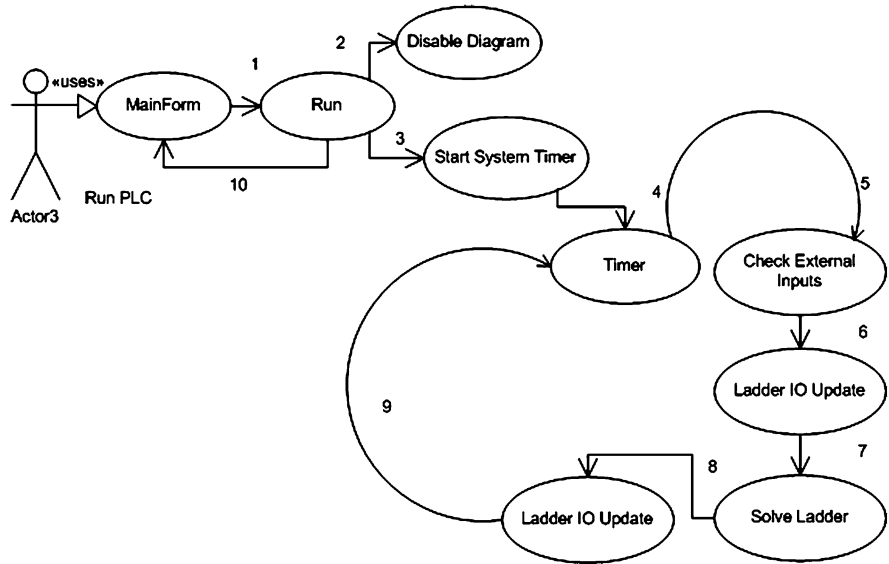 «uses»
MainForm
1
Run
2
Disable Diagram
3
Start System Timer
10
Run PLC
Actor3
4
5
Timer
Check External
Inputs
6
Ladder IO Update
7
Solve Ladder
8
Ladder IO Update
9